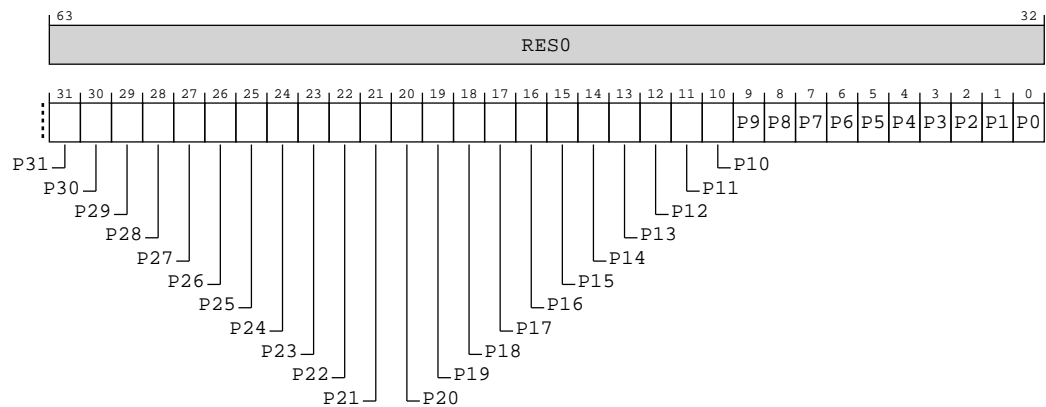 63 32
RES0
31 30 29 28 27 26 25 24 23 22 21 20 19 18 17 16 15 14 13 12 11 10 9 8 7 6 5 4 3 2 1 0
P9 P8 P7 P6 P5 P4 P3 P2 P1 P0
P31 P10
P30 P11
P29 P12
P28 P13
P27 P14
P26 P15
P25 P16
P24 P17
P23 P18
P22 P19
P21 P20